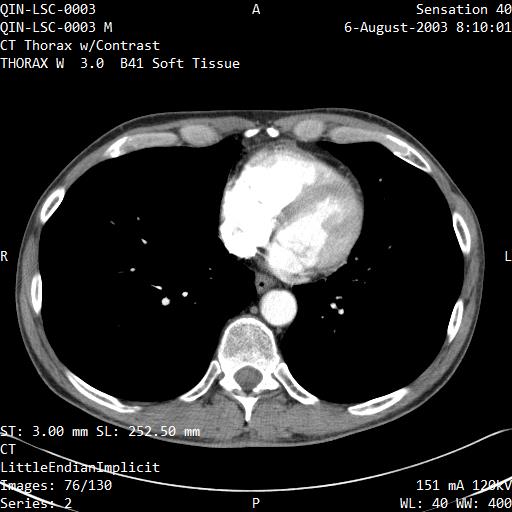 QIN-LSC-0003 A Sensation 40
QIN-LSC-0003 M 6-August-2003 8:10:01
CT Thorax w/Contrast
THORAX W 3.0 B41 Soft Tissue
R L
ST: 3.00 mm SL: 252.50 mm
CT
LittleEndianImplicit
Images: 76/130 151 mA 120kV
Series: 2 P WL: 40 WW: 400